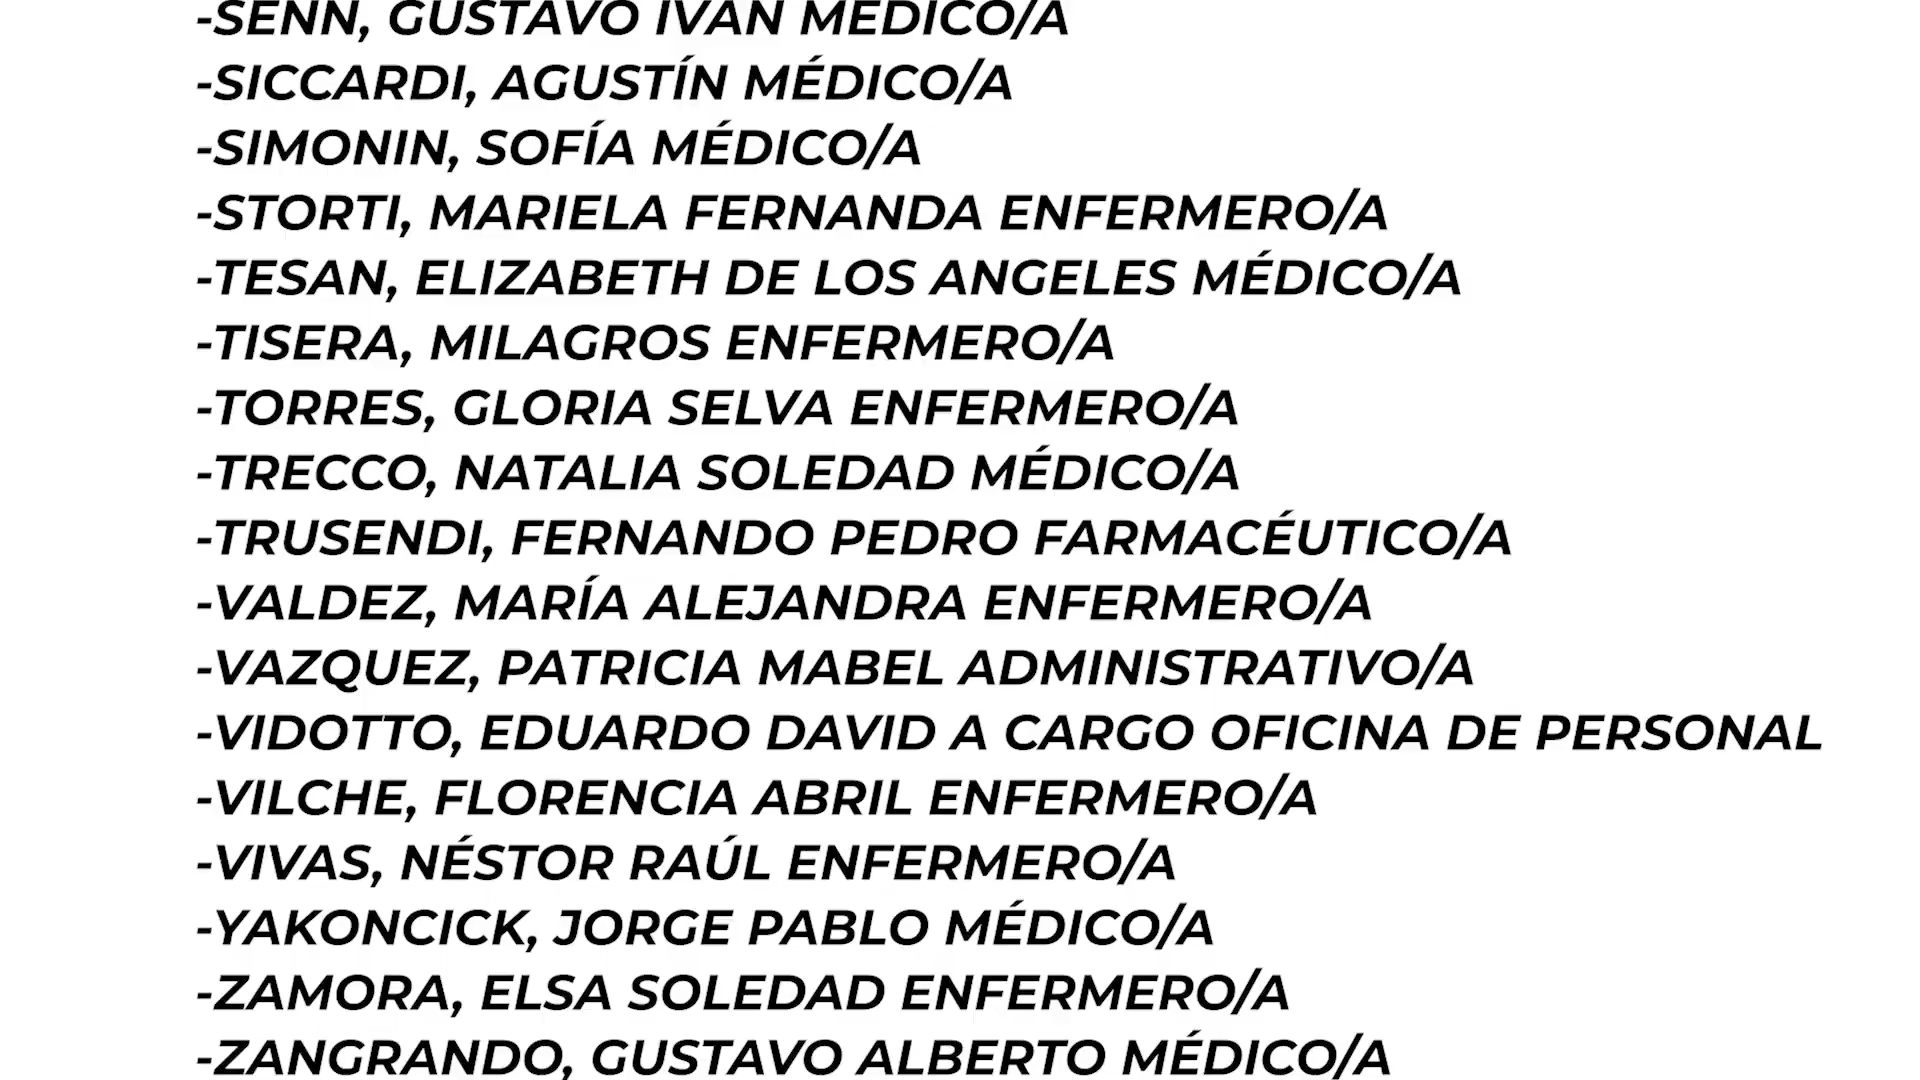 -SENN, GUSTAVO IVÁN MÉDICO/A
-SICCARDI, AGUSTÍN MÉDICO/A
-SIMONIN, SOFÍA MÉDICO/A
-STORTI, MARIELA FERNANDA ENFERMERO/A
-TESAN, ELIZABETH DE LOS ANGELES MÉDICO/A
-TISERA, MILAGROS ENFERMERO/A
-TORRES, GLORIA SELVA ENFERMERO/A
-TRECCO, NATALIA SOLEDAD MÉDICO/A
-TRUSENDI, FERNANDO PEDRO FARMACÉUTICO/A
-VALDEZ, MARÍA ALEJANDRA ENFERMERO/A
-VAZQUEZ, PATRICIA MABEL ADMINISTRATIVO/A
-VIDOTTO, EDUARDO DAVID A CARGO OFICINA DE PERSONAL
-VILCHE, FLORENCIA ABRIL ENFERMERO/A
-VIVAS, NÉSTOR RAÚL ENFERMERO/A
-YAKONCICK, JORGE PABLO MÉDICO/A
-ZAMORA, ELSA SOLEDAD ENFERMERO/A
-ZANGRANDO, GUSTAVO ALBERTO MÉDICO/A